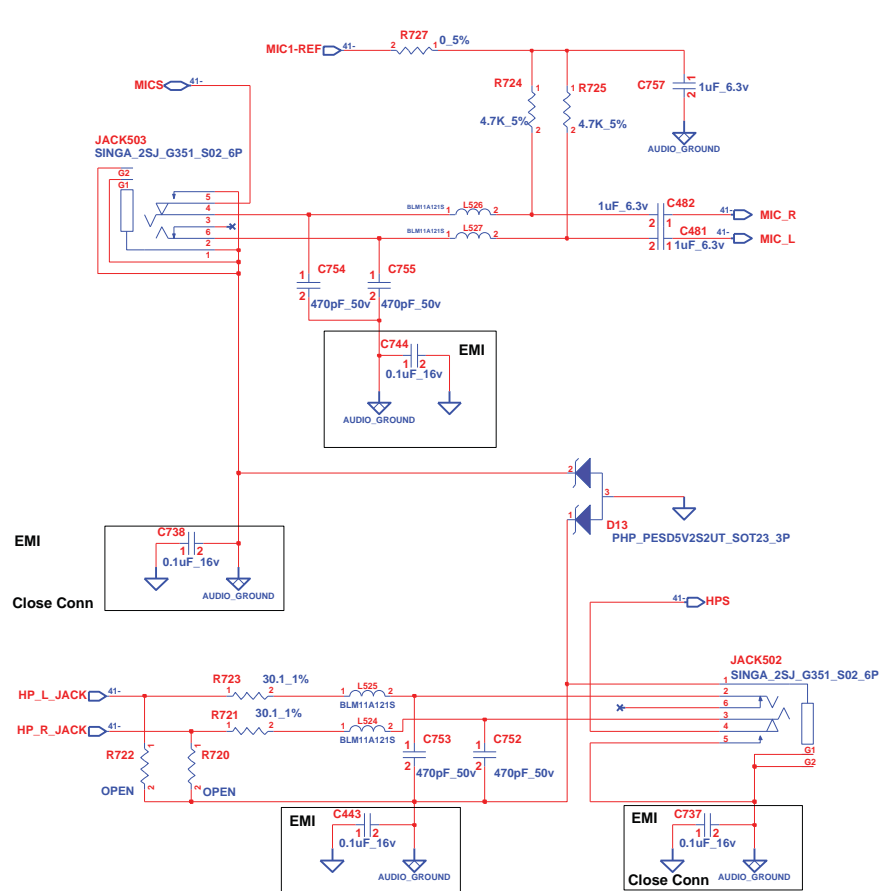 R727
MIC1-REF 41- 2 1 0_5%
MICS 41-
R724 1 R725 1 C757 1
1uF_6.3v
2
4.7K_5% 2 4.7K_5% 2
AUDIO_GROUND
JACK503
SINGA_2SJ_G351_S02_6P
G2
G1
5
4
3
6
2
1
BLM11A121S 1 L526 2
BLM11A121S 1 L527 2
1uF_6.3v C482
2 1 41- MIC_R
C481 41-
2 1 MIC_L
1uF_6.3v
1 C754 1 C755
2 2
470pF_50v 470pF_50v
C744 EMI
1 2
0.1uF_16v
AUDIO_GROUND
2
3
1
D13
PHP_PESD5V2S2UT_SOT23_3P
EMI
C738
1 2
0.1uF_16v
AUDIO_GROUND
Close Conn
41- HPS
JACK502
SINGA_2SJ_G351_S02_6P
1
2
6
3
4
5
G1
G2
R723 30.1_1% L525
HP_L_JACK 41- 1 2 1 2
BLM11A121S
R721 30.1_1% L524
HP_R_JACK 41- 1 2 1 2
BLM11A121S
R722 1 R720 1
2 2
OPEN OPEN
1 C753 1 C752
2 2
470pF_50v 470pF_50v
EMI C443
1 2
0.1uF_16v
AUDIO_GROUND
EMI C737
1 2
0.1uF_16v
AUDIO_GROUND
Close Conn